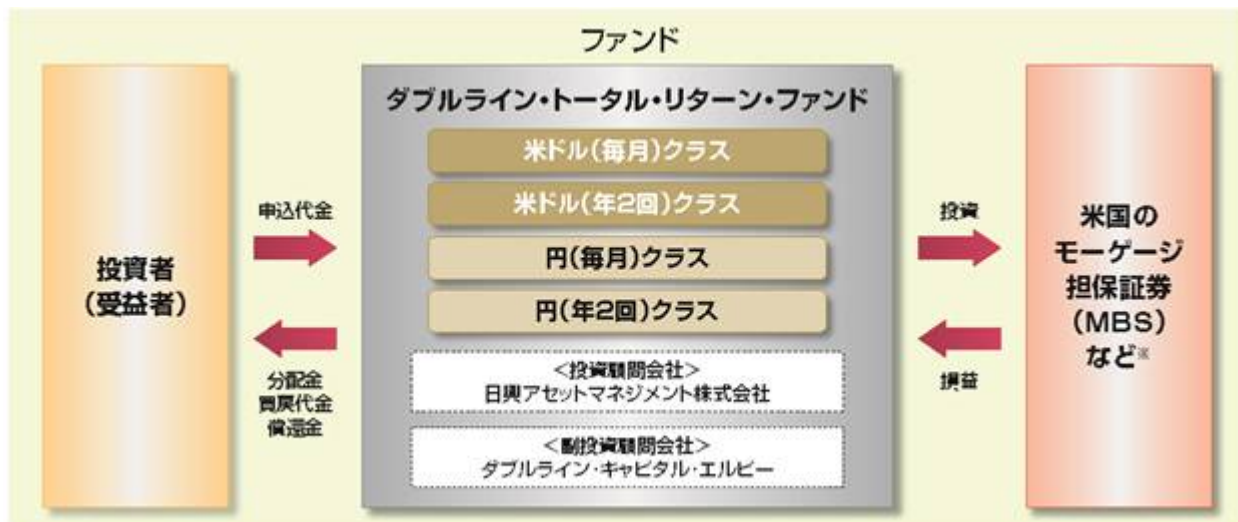 ファンド
投資者
（受益者）
申込代金
分配金
買戻代金
償還金
ダブルライン・トータル・リターン・ファンド
米ドル（毎月）クラス
米ドル（年2回）クラス
円（毎月）クラス
円（年2回）クラス
＜投資顧問会社＞
日興アセットマネジメント株式会社
＜副投資顧問会社＞
ダブルライン・キャピタル・エルピー
投資
損益
米国の
モーゲージ
担保証券
（MBS）
など※